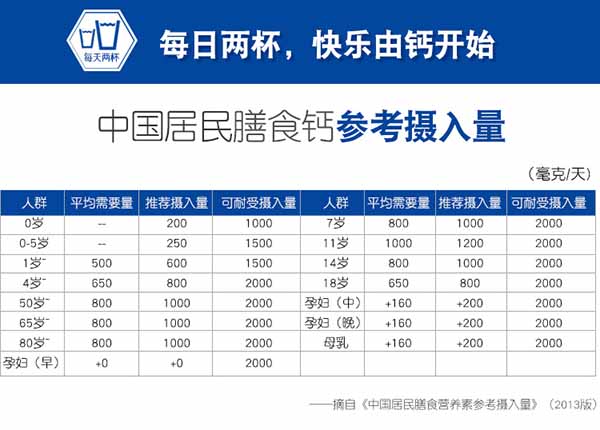 每天两杯
每日两杯，快乐由钙开始
中国居民膳食钙参考摄入量
（毫克/天）
人群 平均需要量 推荐摄入量 可耐受摄入量 人群 平均需要量 推荐摄入量 可耐受摄入量
0岁 -- 200 1000 7岁 800 1000 2000
0-5岁 -- 250 1500 11岁 1000 1200 2000
1岁~ 500 600 1500 14岁 800 1000 2000
4岁~ 650 800 2000 18岁 650 800 2000
50岁~ 800 1000 2000 孕妇（中） +160 +200 2000
65岁~ 800 1000 2000 孕妇（晚） +160 +200 2000
80岁~ 800 1000 2000 母乳 +160 +200 2000
孕妇（早） +0 +0 2000
——摘自《中国居民膳食营养素参考摄入量》（2013版）